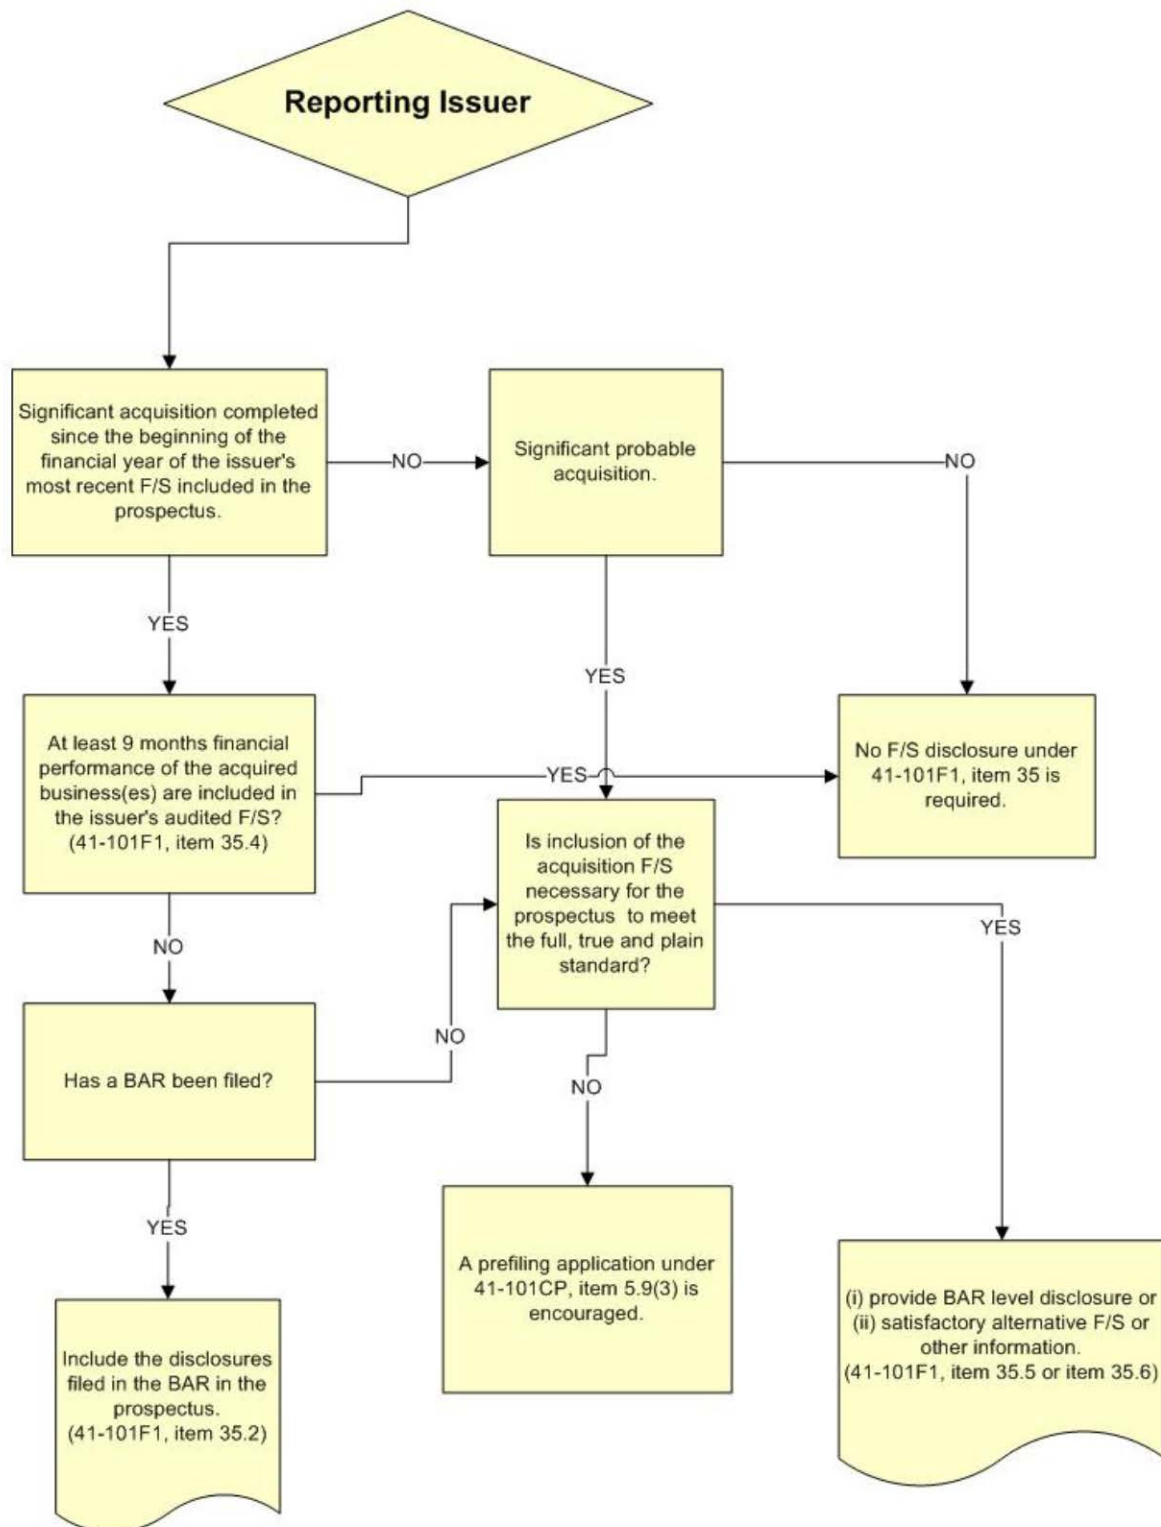 Reporting Issuer
Significant acquisition completed
since the beginning of the
financial year of the issuer's
most recent F/S included in the
prospectus.
NO
Significant probable
acquisition.
NO
YES
YES
At least 9 months financial
performance of the acquired
business(es) are included in
the issuer's audited F/S?
(41-101F1, item 35.4)
YES
No F/S disclosure under
41-101F1, item 35 is
required.
Is inclusion of the
acquisition F/S
necessary for the
prospectus to meet
the full, true and plain
standard?
YES
NO
Has a BAR been filed?
NO
NO
YES
A prefiling application under
41-101CP, item 5.9(3) is
encouraged.
(i) provide BAR level disclosure or
(ii) satisfactory alternative F/S or
other information.
(41-101F1, item 35.5 or item 35.6)
Include the disclosures
filed in the BAR in the
prospectus.
(41-101F1, item 35.2)